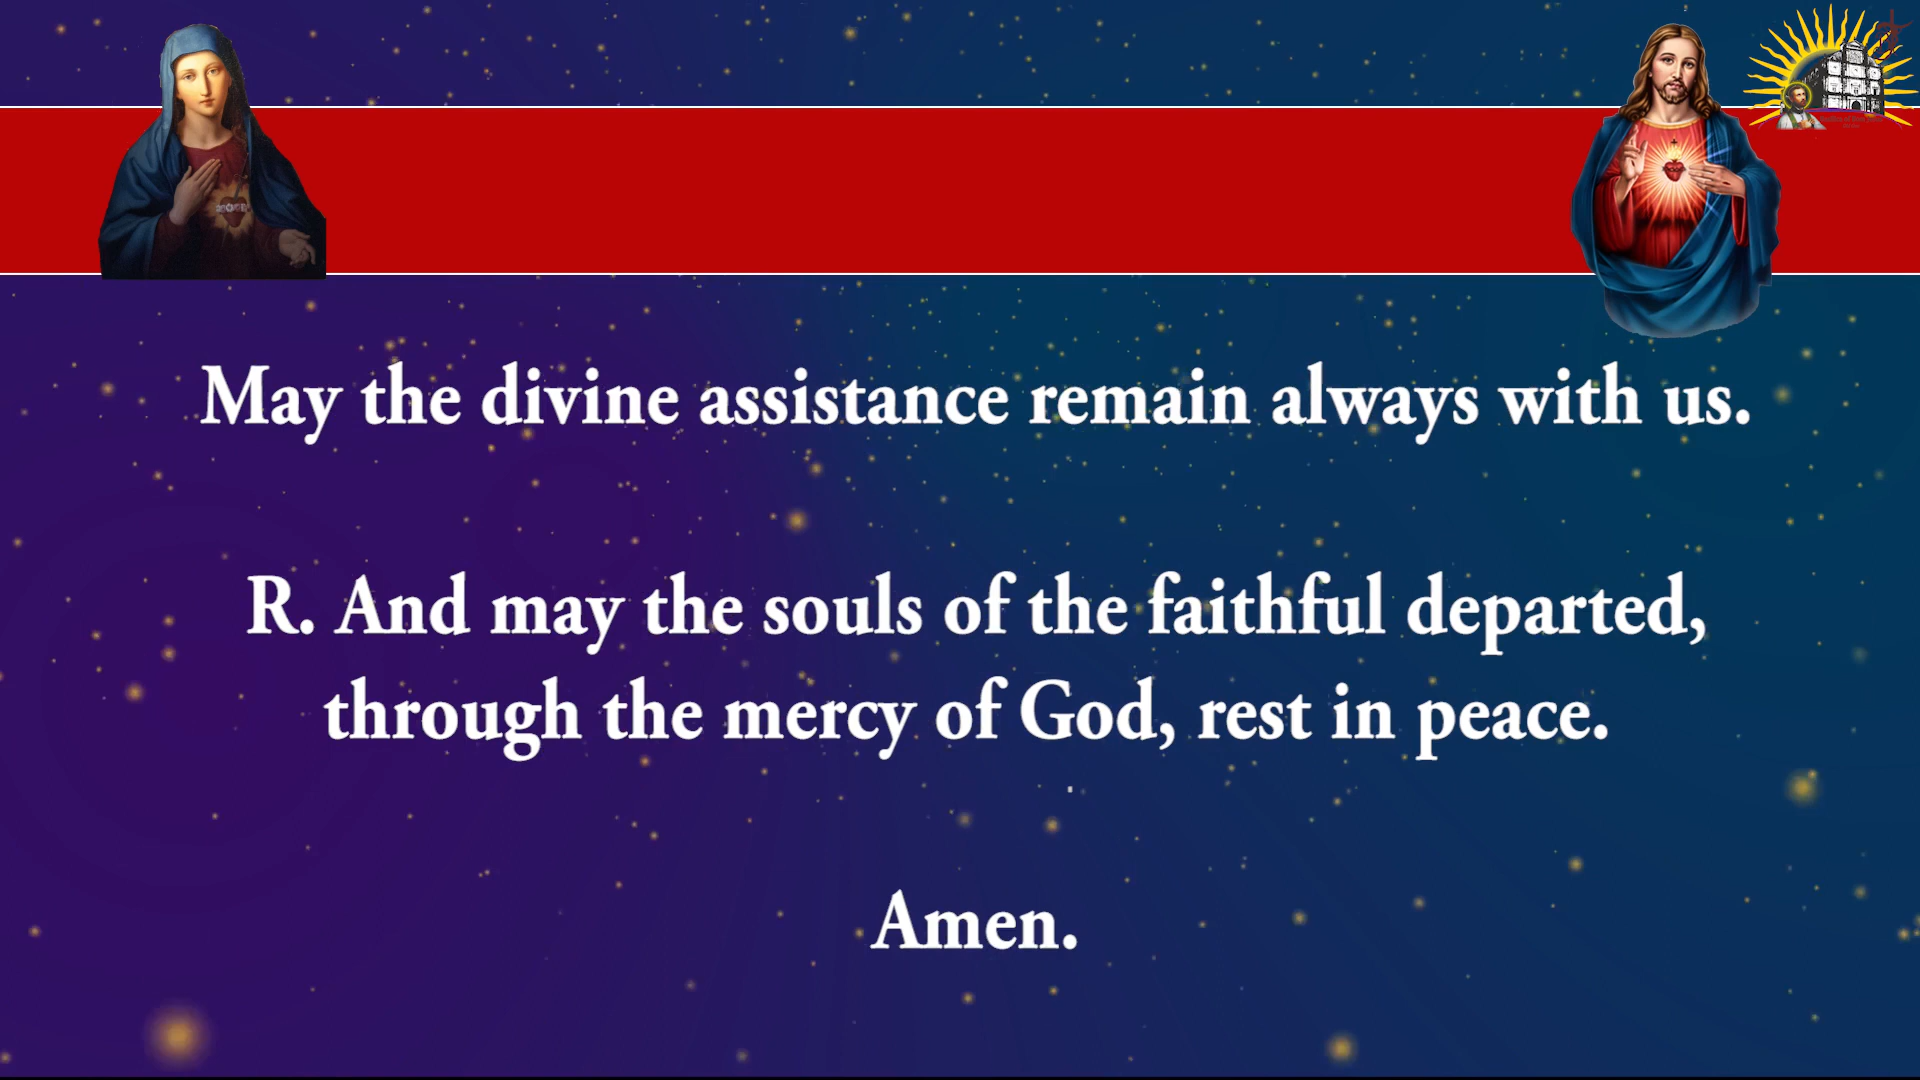 May the divine assistance remain always with us.
R. And may the souls of the faithful departed,
through the mercy of God, rest in peace.
Amen.